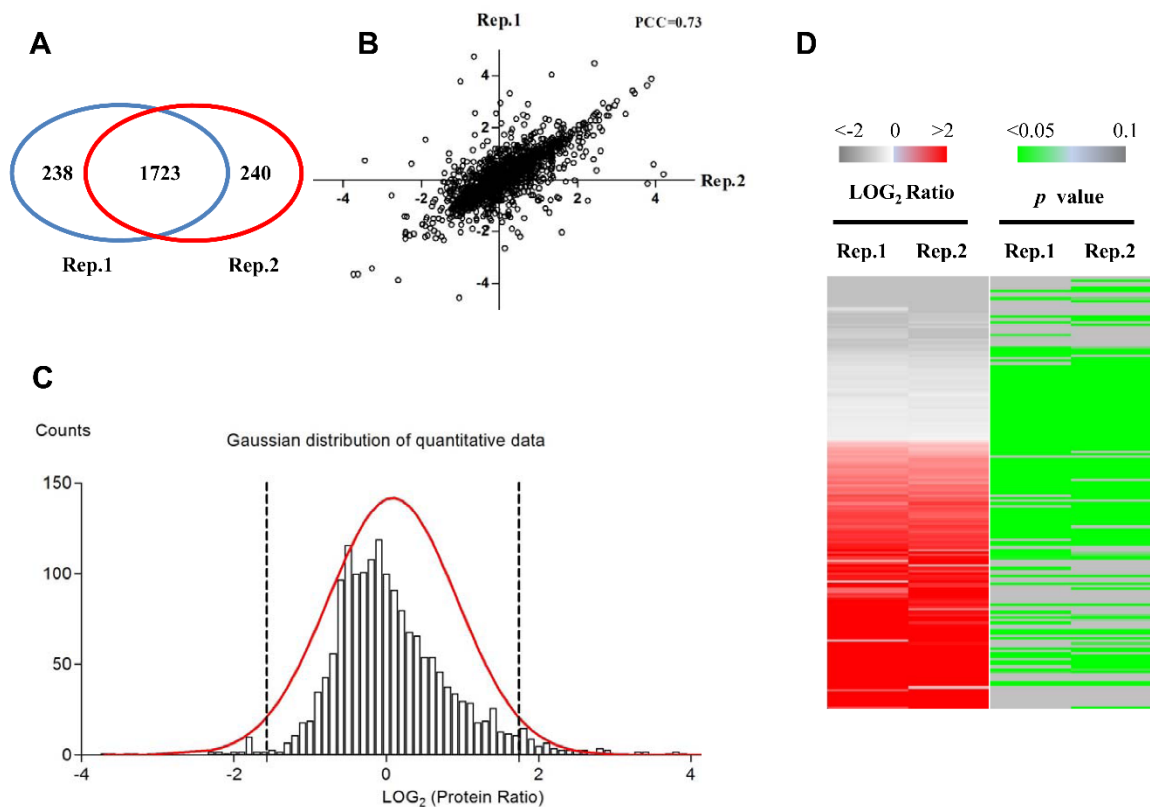 A
238
1723
240
Rep.1
Rep.2
B
Rep.1
PCC=0.73
4
2
-4
-2
2
4
Rep.2
-2
-4
C
Counts
Gaussian distribution of quantitative data
150
100
50
0
-4
-2
0
2
4
LOG₂ (Protein Ratio)
D
<-2
0
>2
<0.05
0.1
LOG₂ Ratio
p value
Rep.1
Rep.2
Rep.1
Rep.2